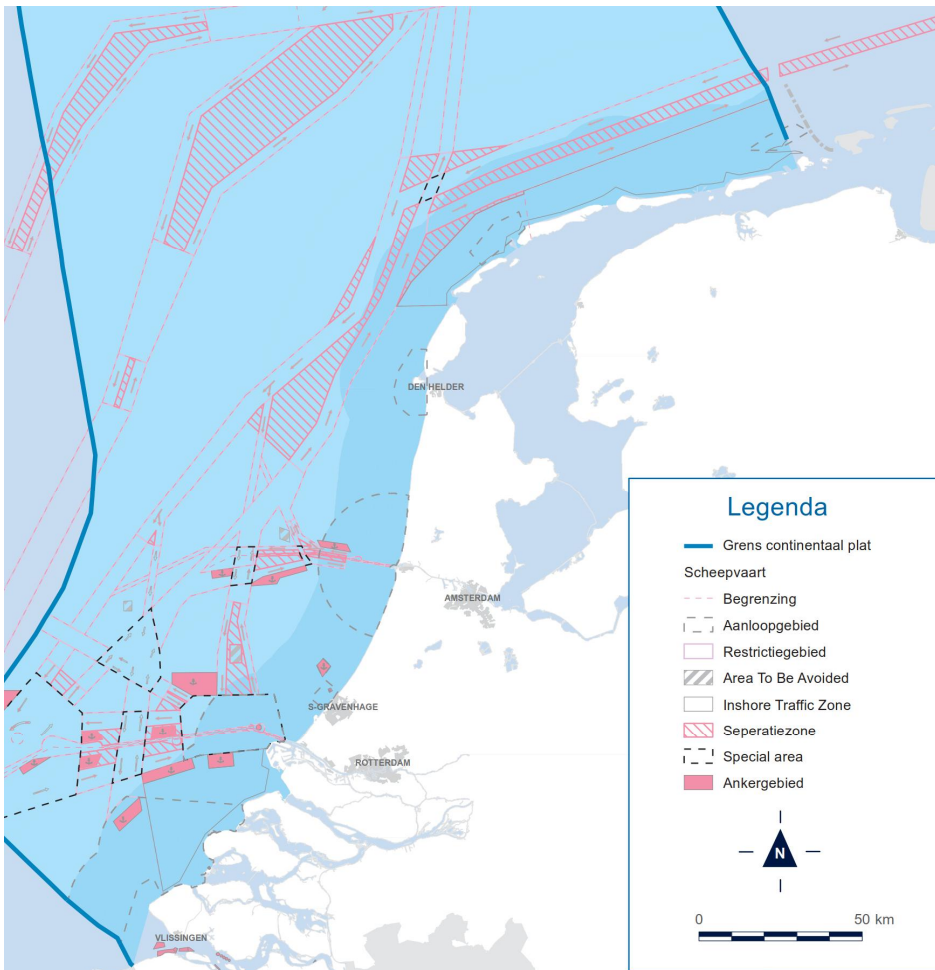 DEN HELDER
AMSTERDAM
S-GRAVENHAGE
ROTTERDAM
VLISSINGEN
Legenda
Grens continentaal plat
Scheepvaart
Begrenzing
Aanloopgebied
Restrictiegebied
Area To Be Avoided
Inshore Traffic Zone
Seperatiezone
Special area
Ankergebied
N
0 50 km